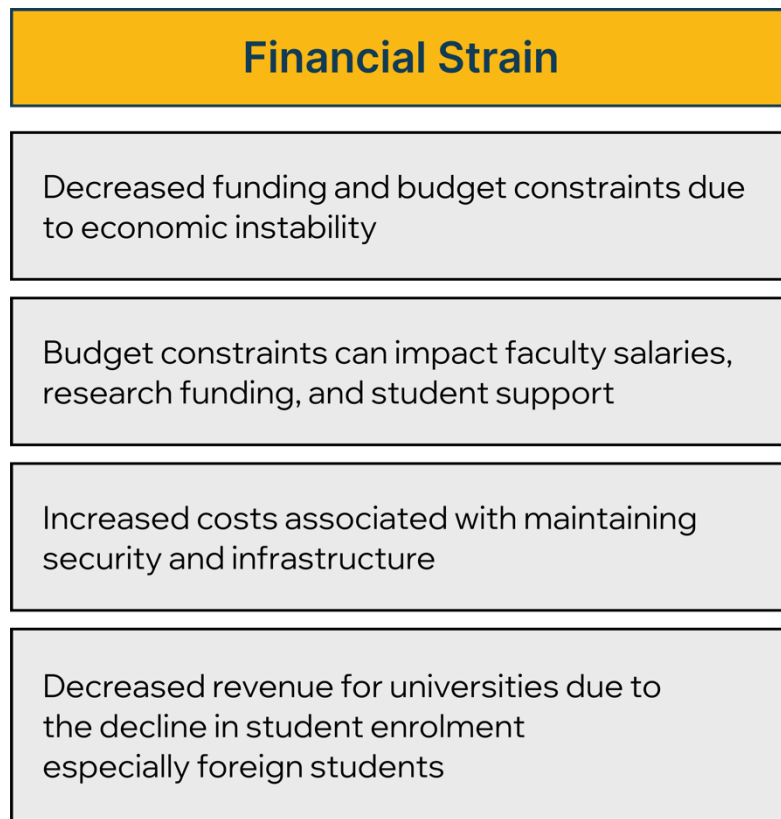 Financial Strain
Decreased funding and budget constraints due
to economic instability
Budget constraints can impact faculty salaries,
research funding, and student support
Increased costs associated with maintaining
security and infrastructure
Decreased revenue for universities due to
the decline in student enrolment
especially foreign students